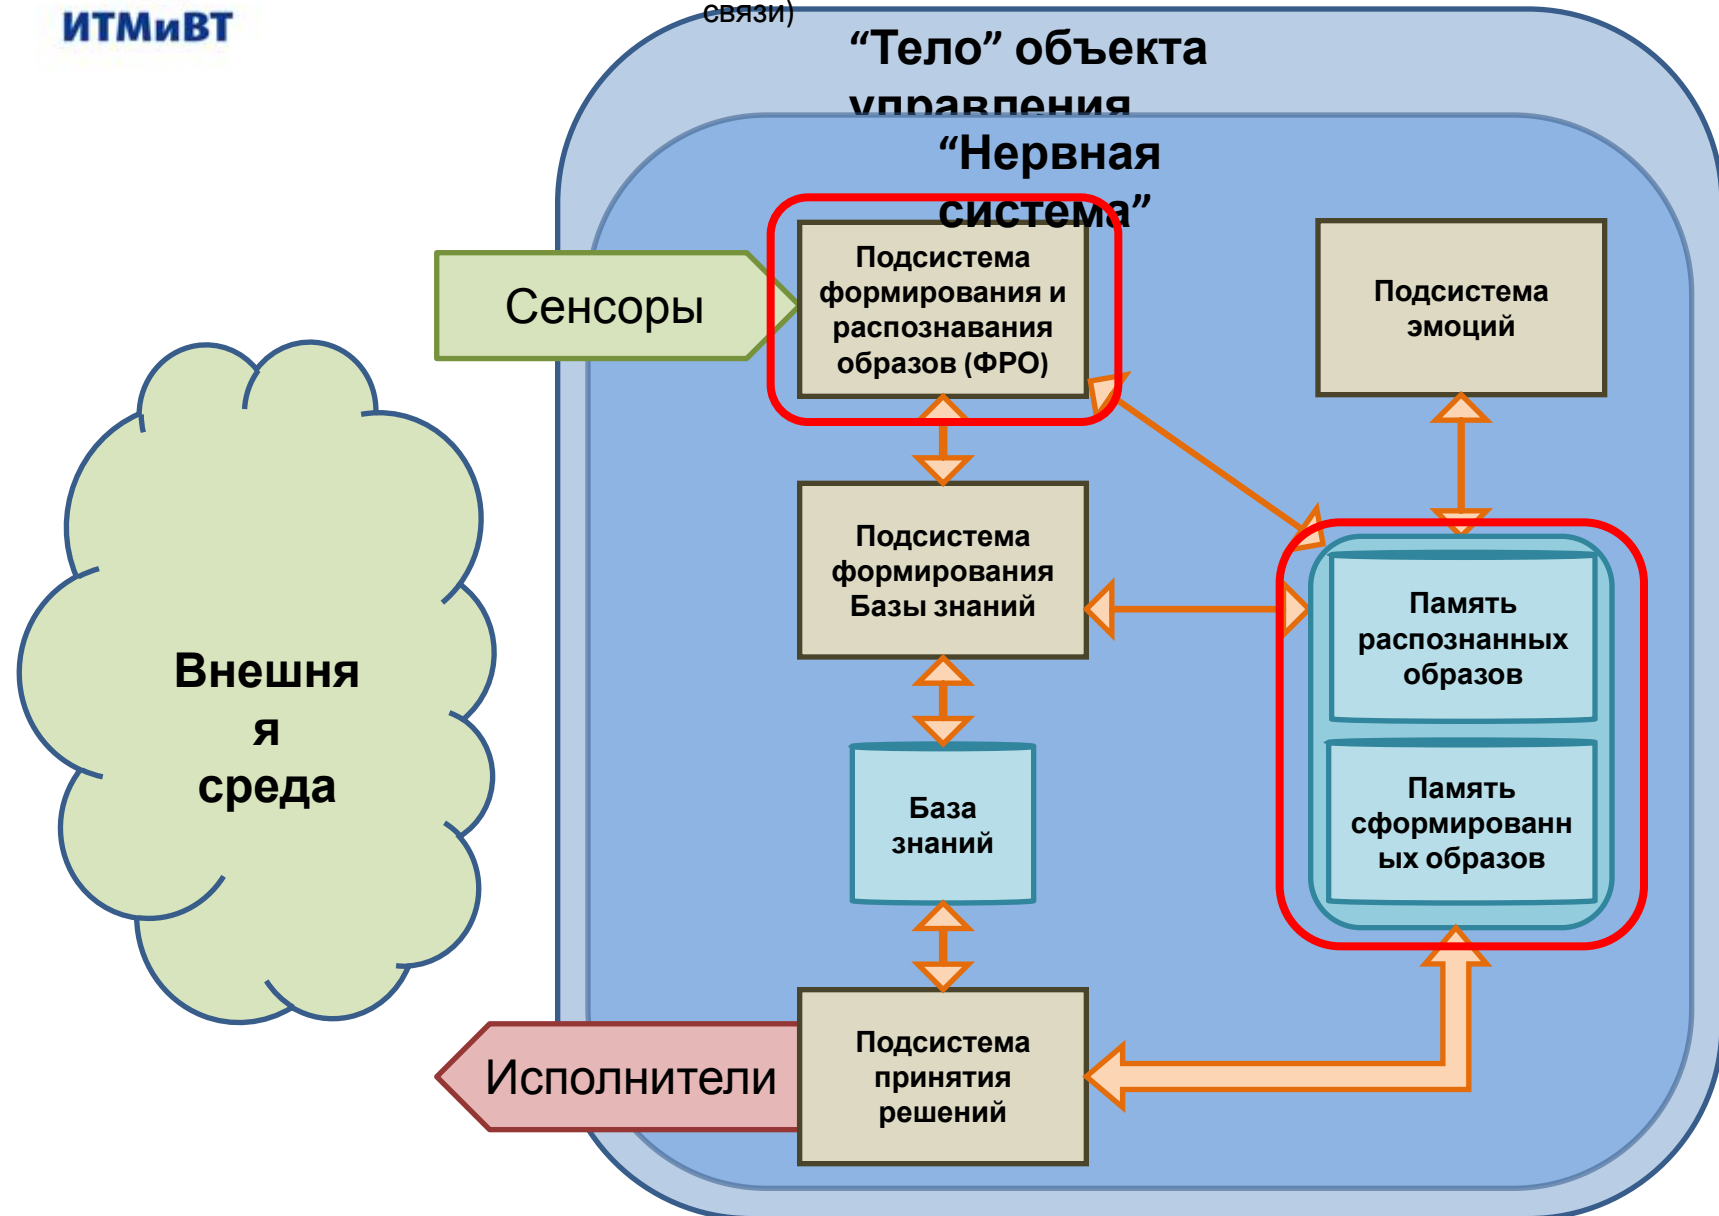 ИТМиВТ
связи)
“Тело” объекта
управления
“Нервная
система”
Сенсоры
Подсистема
формирования и
распознавания
образов (ФРО)
Подсистема
эмоций
Внешня
я
среда
Подсистема
формирования
Базы знаний
Память
распознанных
образов
База
знаний
Память
сформированн
ых образов
Исполнители
Подсистема
принятия
решений